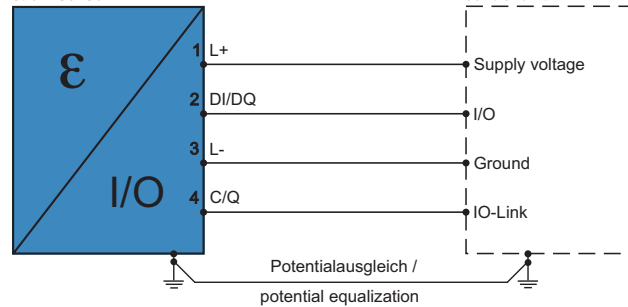 ε
I/O
1 L+
Supply voltage
2 DI/DQ
I/O
3 L-
Ground
4 C/Q
IO-Link
Potentialausgleich /
potential equalization